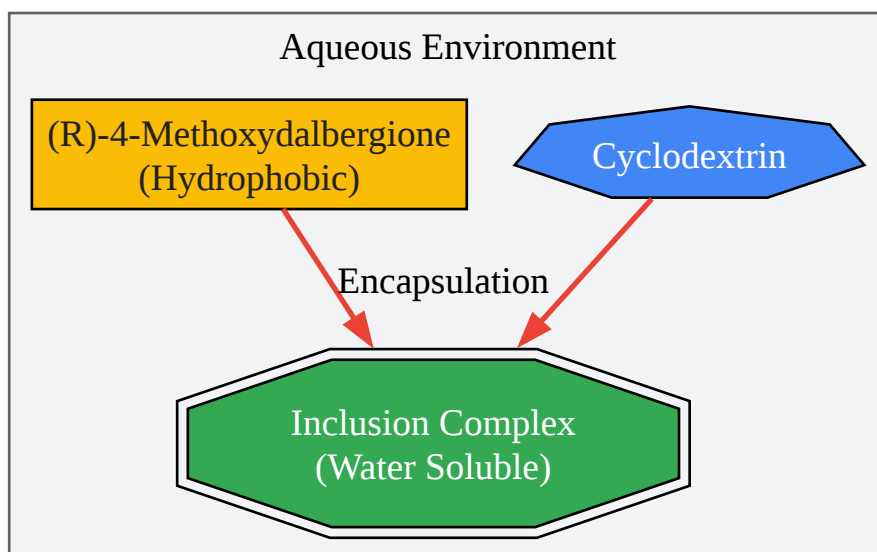 Aqueous Environment
(R)-4-Methoxydalbergione
(Hydrophobic)
Cyclodextrin
Encapsulation
Inclusion Complex
(Water Soluble)